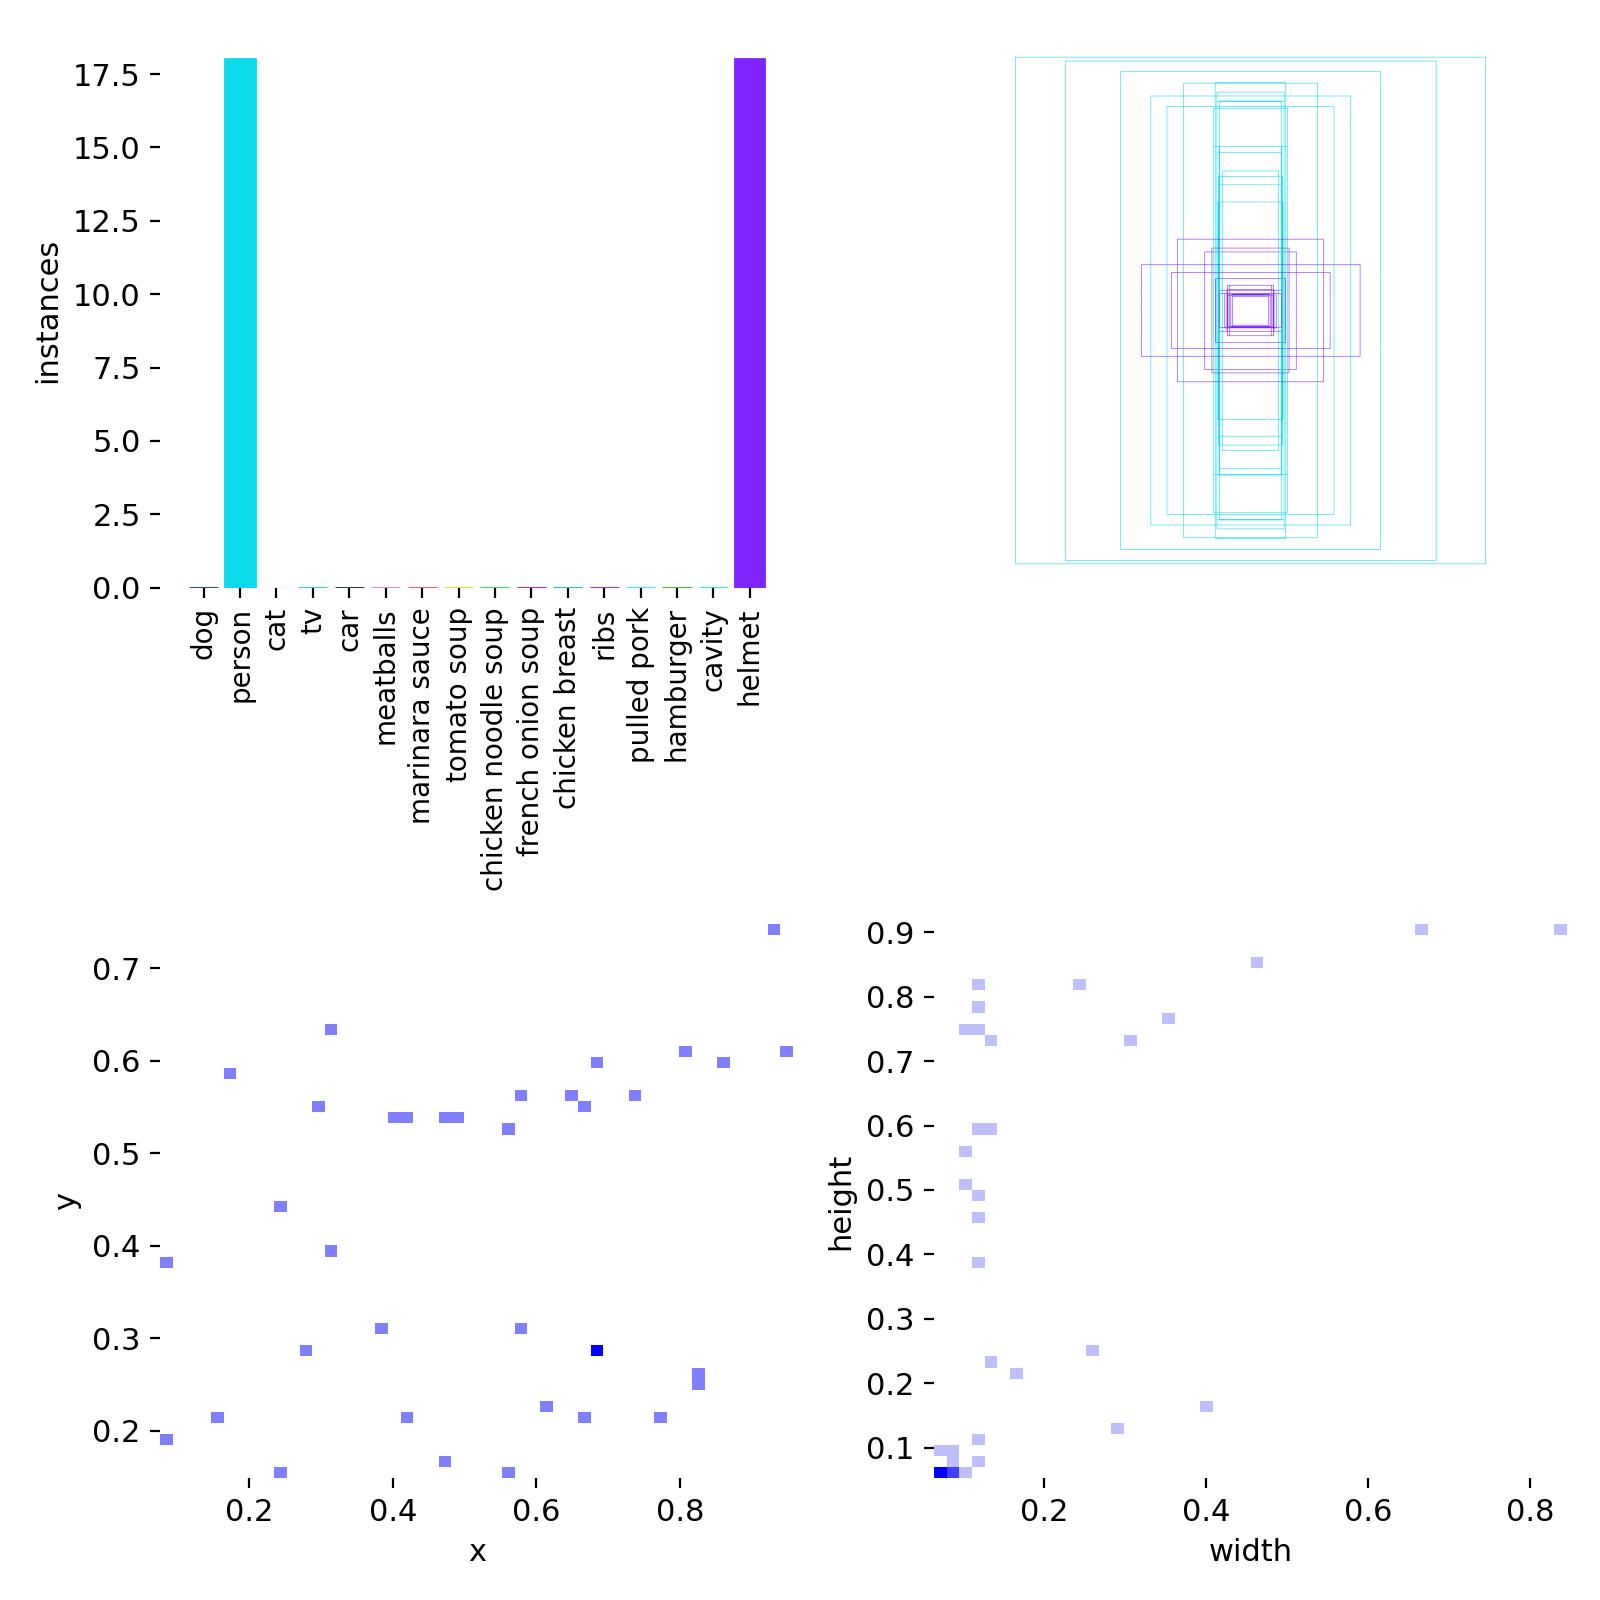 17.5
15.0
12.5
10.0
7.5
5.0
2.5
0.0
instances
dog
person
cat
tv
car
meatballs
marinara sauce
tomato soup
chicken noodle soup
french onion soup
chicken breast
ribs
pulled pork
hamburger
cavity
helmet
0.7
0.6
0.5
0.4
0.3
0.2
y
0.2 0.4 0.6 0.8
x
0.9
0.8
0.7
0.6
0.5
0.4
0.3
0.2
0.1
height
0.2 0.4 0.6 0.8
width